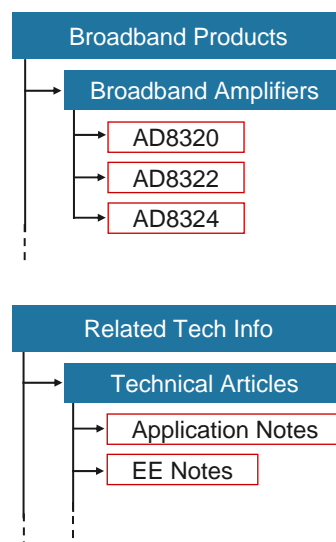 Broadband Products
Broadband Amplifiers
AD8320
AD8322
AD8324
Related Tech Info
Technical Articles
Application Notes
EE Notes